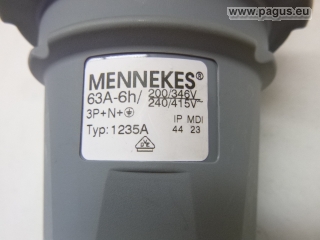 www.pagus.eu
MENNEKES®
63A-6h/ 200/346V~
240/415V~
3P+N+
Typ: 1235A
IP MDI
44 23